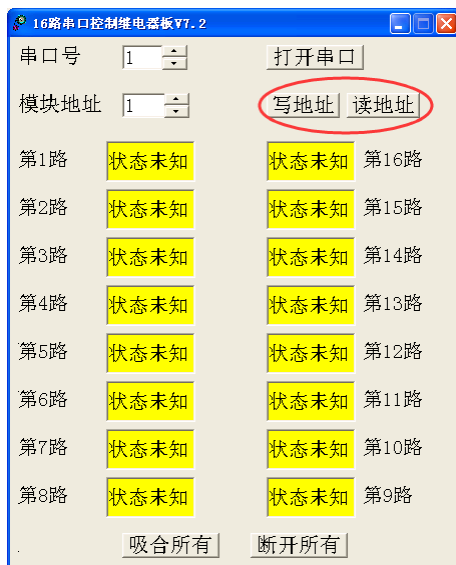 16路串口控制继电器板V7.2
串口号 1 打开串口
模块地址 1 写地址 读地址
第1路 状态未知 状态未知 第16路
第2路 状态未知 状态未知 第15路
第3路 状态未知 状态未知 第14路
第4路 状态未知 状态未知 第13路
第5路 状态未知 状态未知 第12路
第6路 状态未知 状态未知 第11路
第7路 状态未知 状态未知 第10路
第8路 状态未知 状态未知 第9路
吸合所有 断开所有